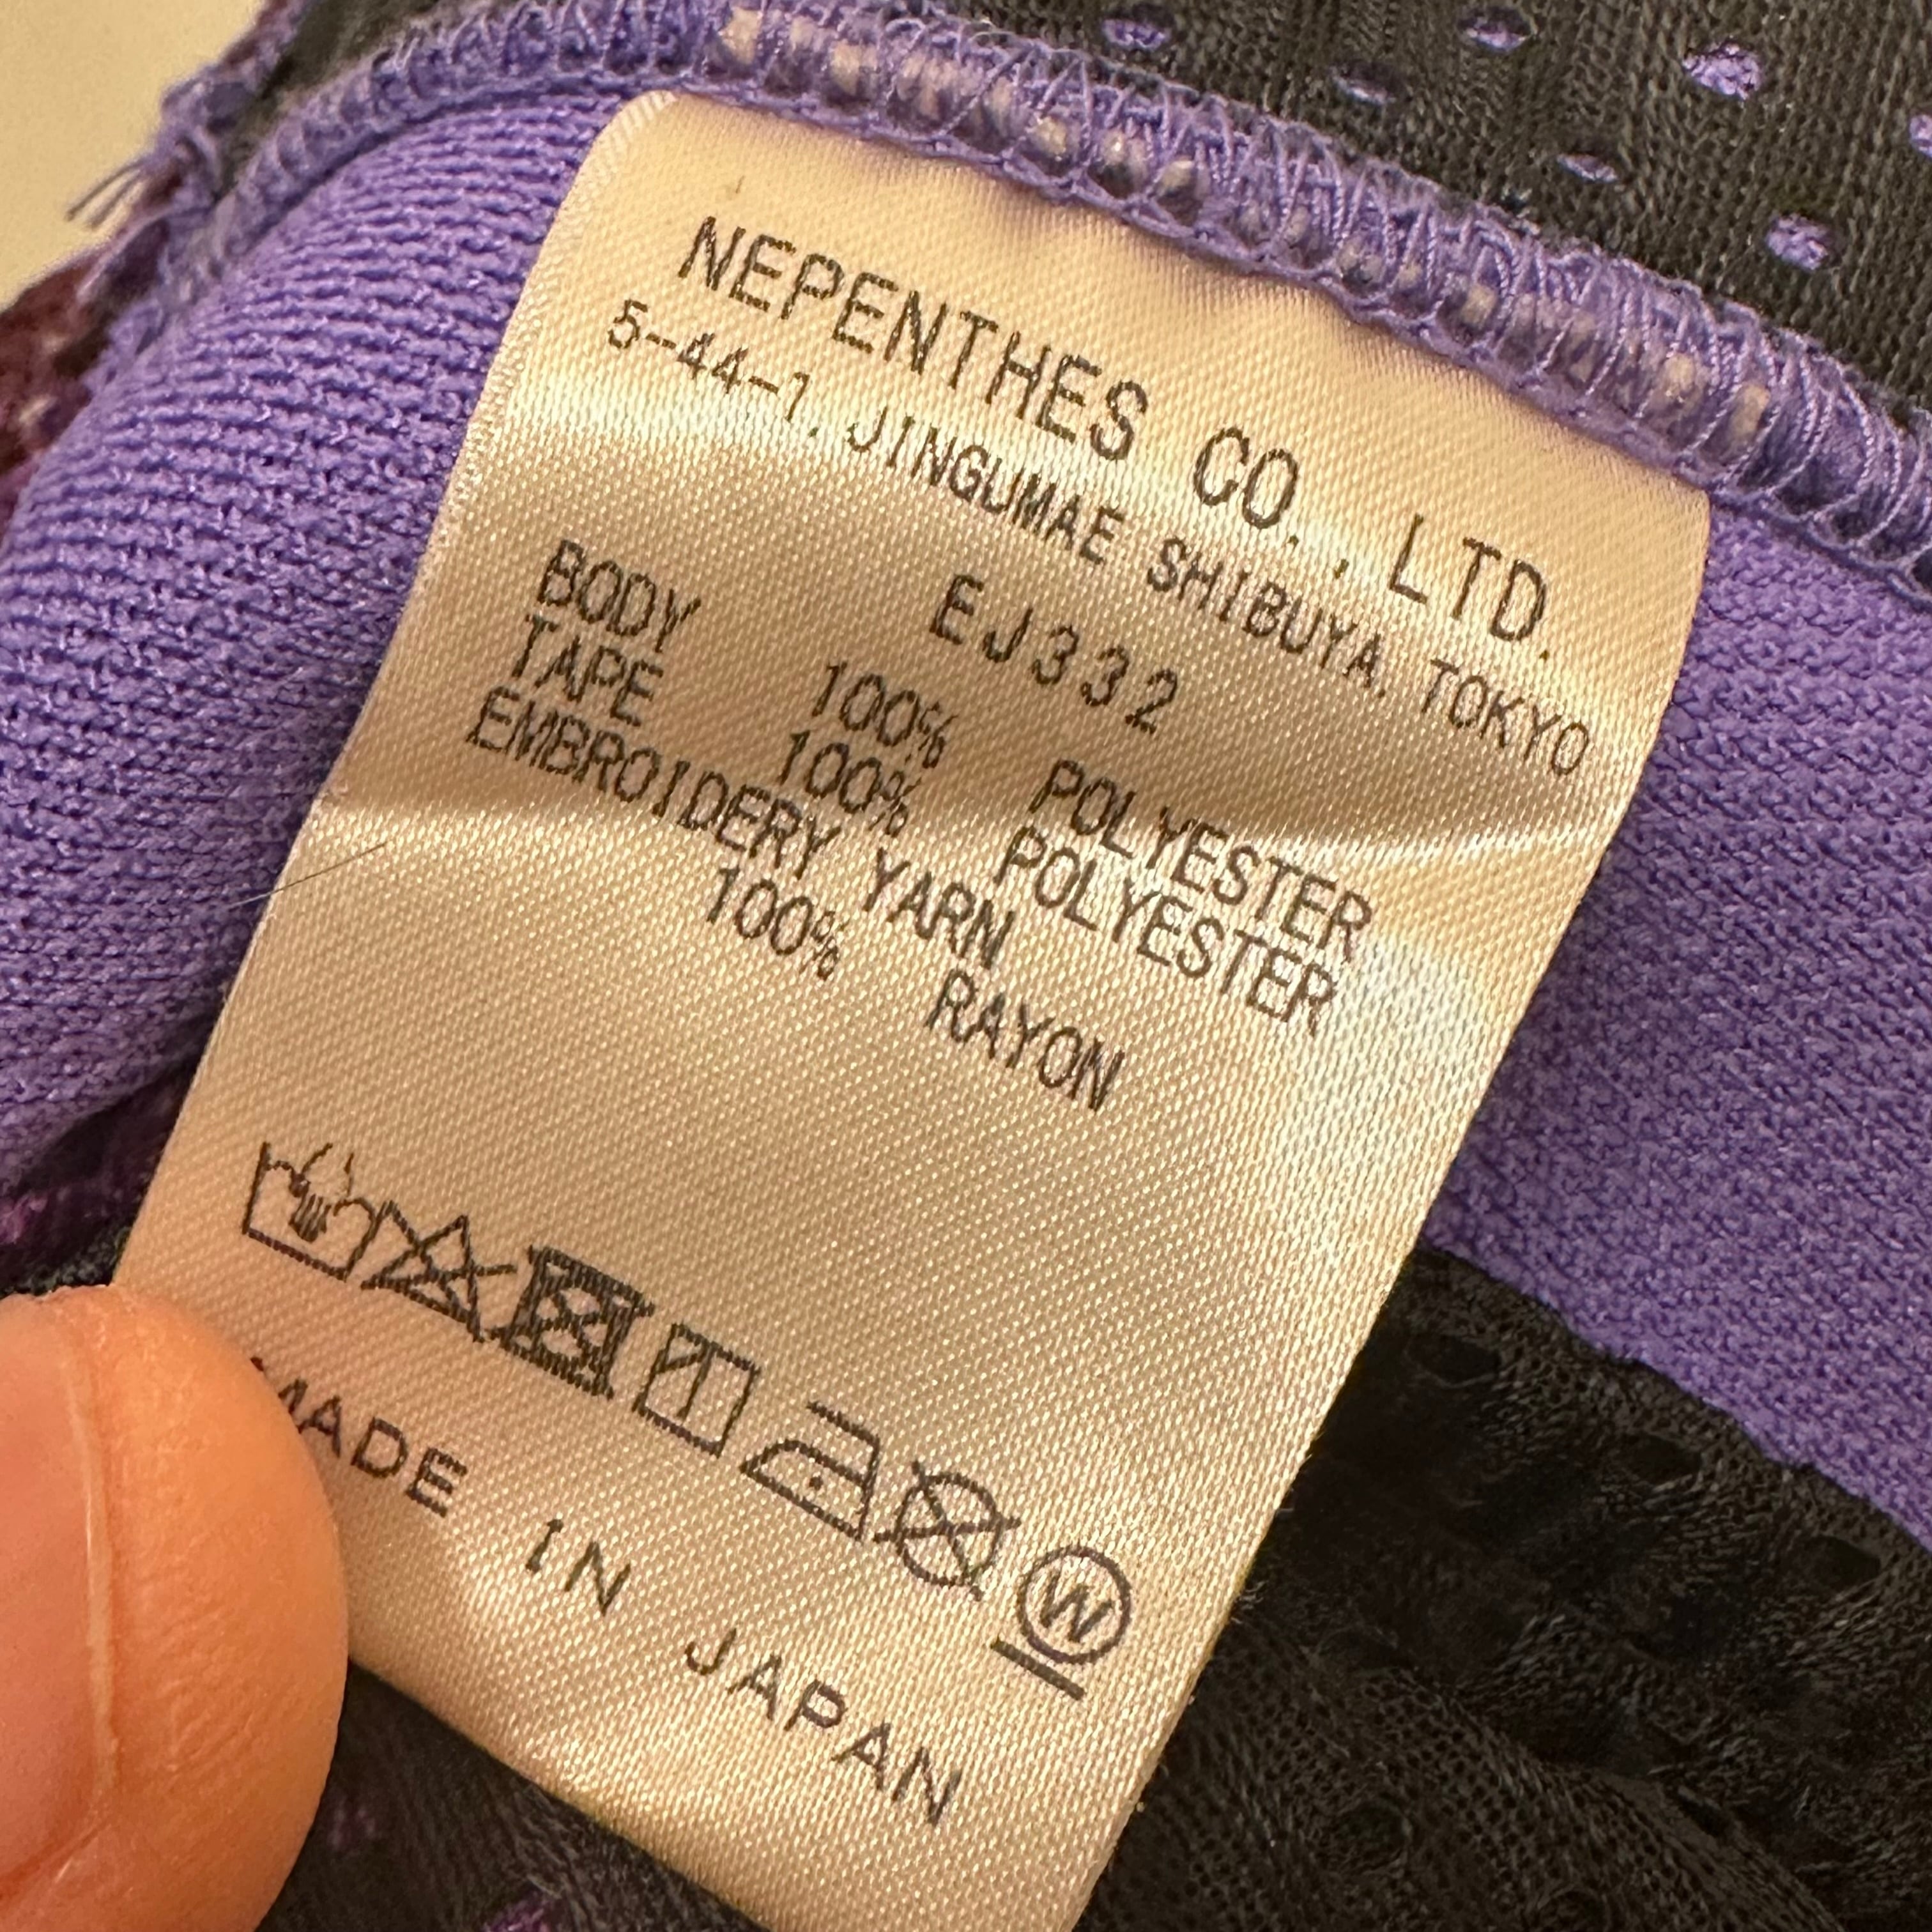 NEPENTHES CO., LTD.
5-44-1, JINGUMAE SHIBUYA, TOKYO
EJ332
BODY 100% POLYESTER
TAPE 100% POLYESTER
EMBROIDERY YARN
100% RAYON
W
MADE IN JAPAN